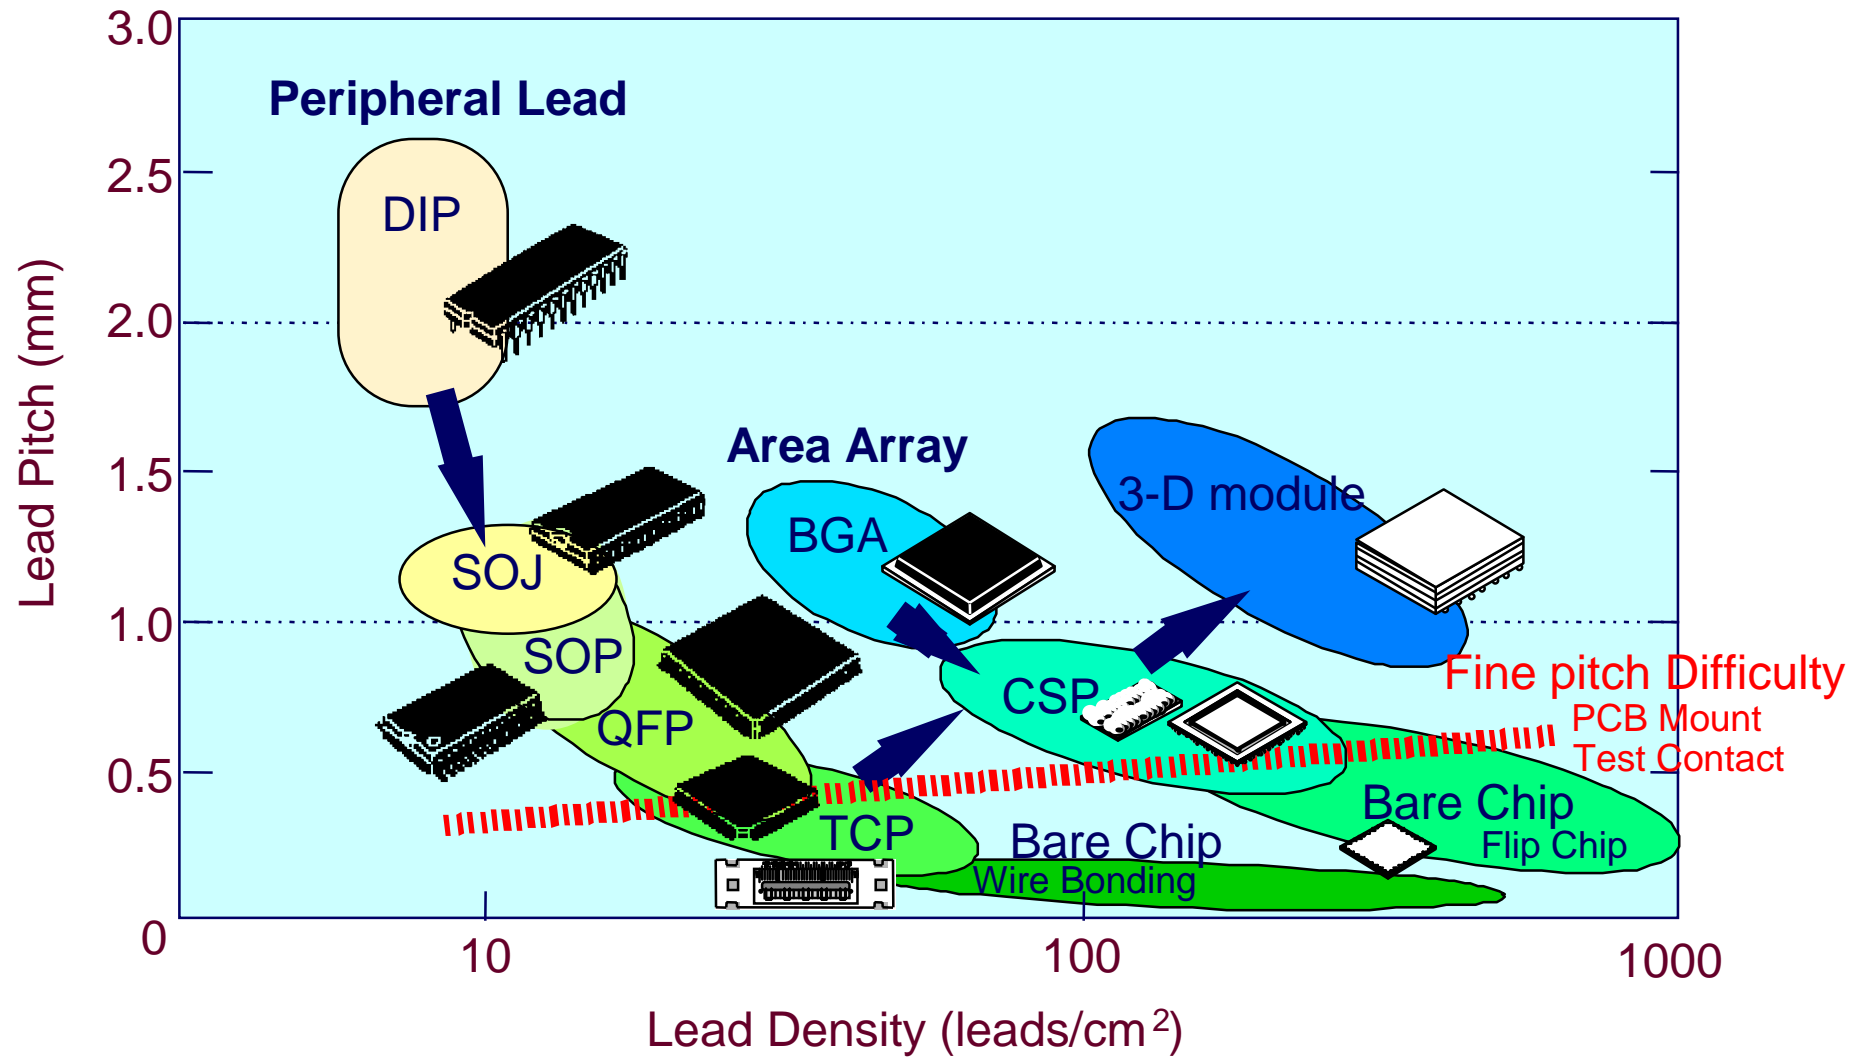 3.0
Peripheral Lead
2.5
DIP
2.0
Lead Pitch (mm)
1.5
Area Array
3-D module
BGA
SOJ
1.0
SOP
Fine pitch Difficulty
CSP
PCB Mount
QFP
Test Contact
0.5
Bare Chip
TCP
Bare Chip
Flip Chip
Wire Bonding
0
10
100
1000
Lead Density (leads/cm²)